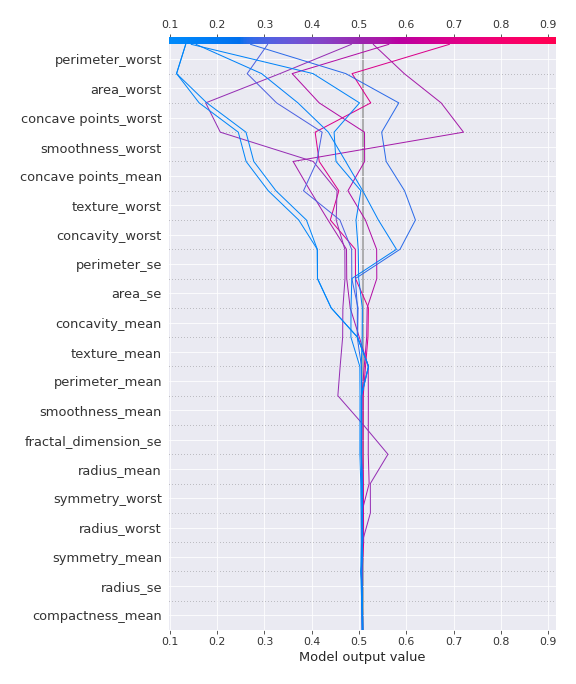 0.1 0.2 0.3 0.4 0.5 0.6 0.7 0.8 0.9
perimeter_worst
area_worst
concave points_worst
smoothness_worst
concave points_mean
texture_worst
concavity_worst
perimeter_se
area_se
concavity_mean
texture_mean
perimeter_mean
smoothness_mean
fractal_dimension_se
radius_mean
symmetry_worst
radius_worst
symmetry_mean
radius_se
compactness_mean
0.1 0.2 0.3 0.4 0.5 0.6 0.7 0.8 0.9
Model output value